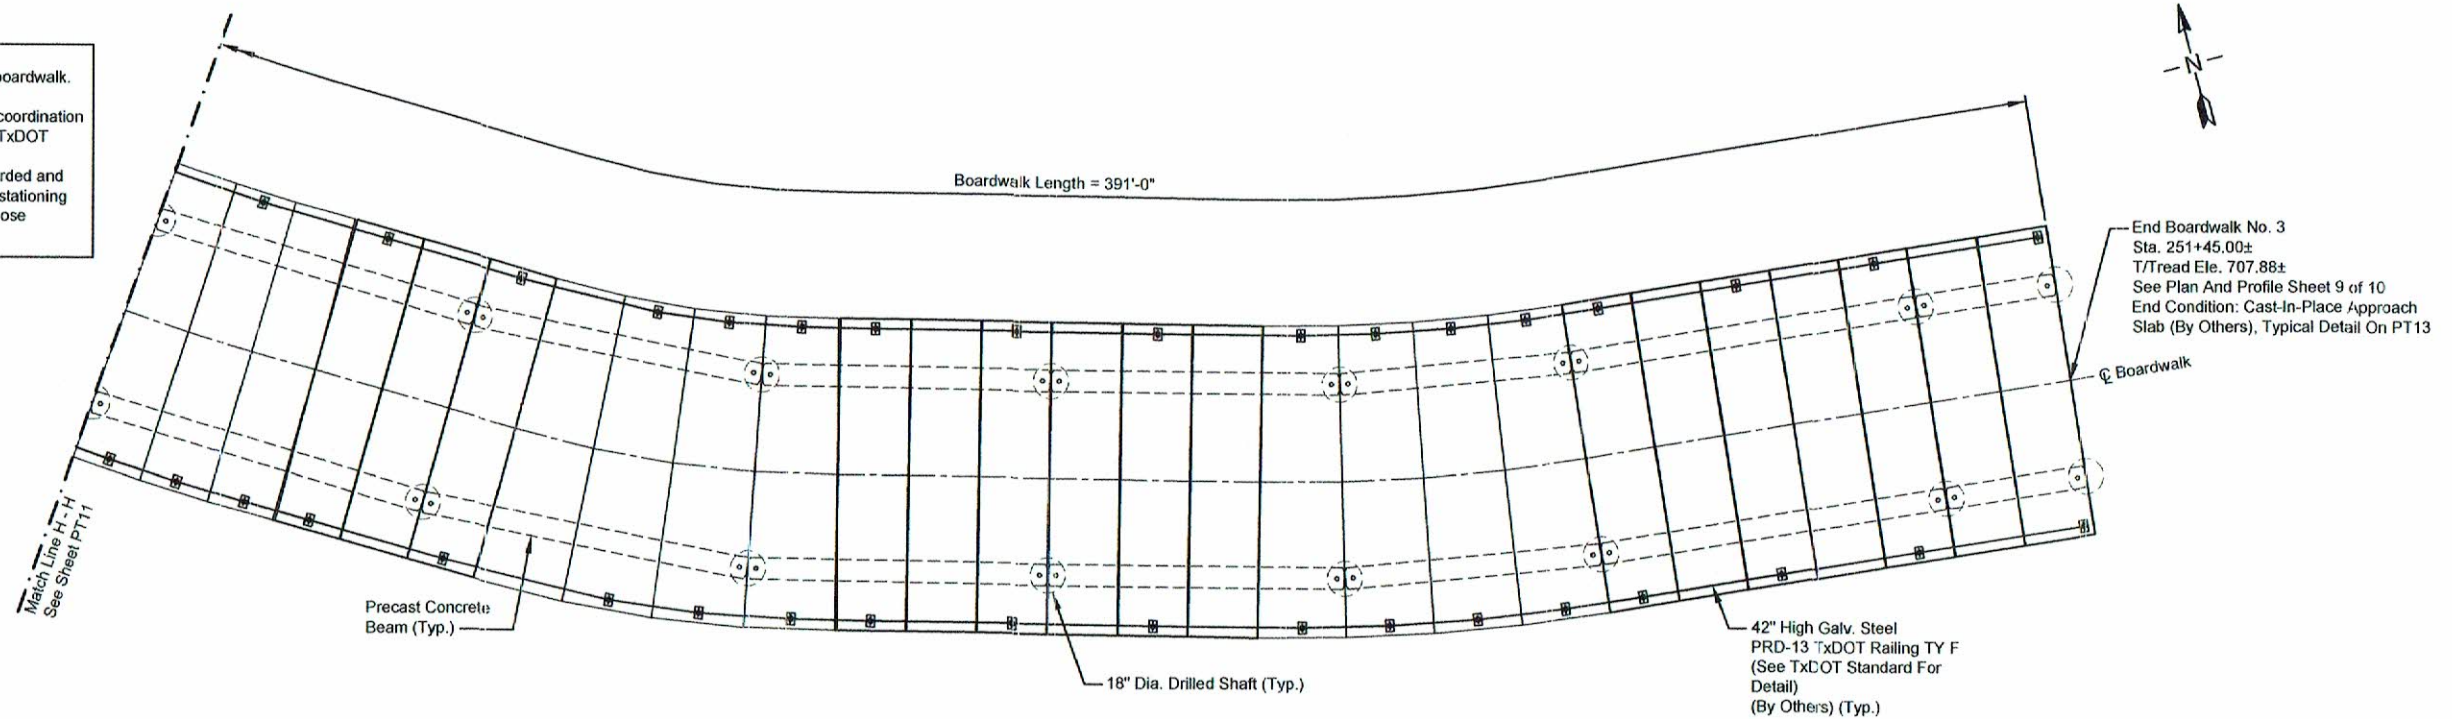 boardwalk.
coordination
TxDOT
rded and
stationing
ose
N
Boardwalk Length = 391'-0"
End Boardwalk No. 3
Sta. 251+45.00±
T/Tread Ele. 707.88±
See Plan And Profile Sheet 9 of 10
End Condition: Cast-In-Place Approach
Slab (By Others), Typical Detail On PT13
℄ Boardwalk
Match Line H - H
See Sheet PT11
Precast Concrete
Beam (Typ.)
18" Dia. Drilled Shaft (Typ.)
42" High Galv. Steel
PRD-13 TxDOT Railing TY F
(See TxDOT Standard For
Detail)
(By Others) (Typ.)